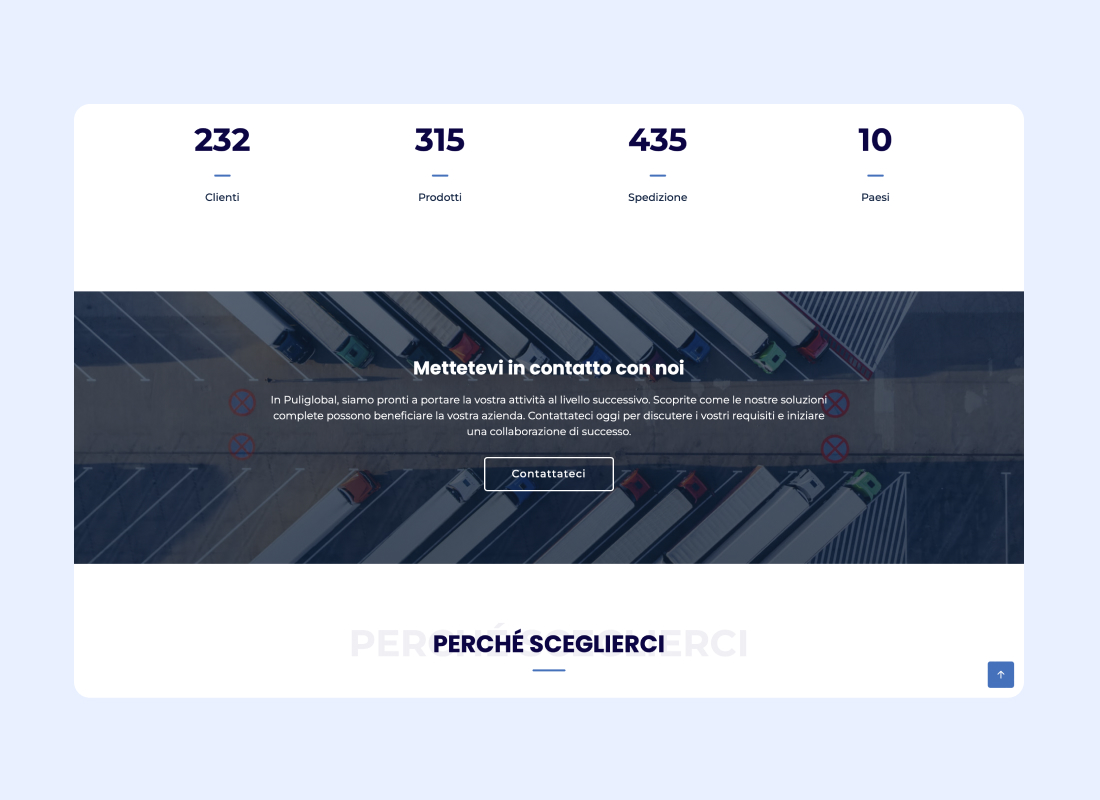 232
315
435
10
Clienti
Prodotti
Spedizione
Paesi
Mettetevi in contatto con noi
In Puliglobal, siamo pronti a portare la vostra attività al livello successivo. Scoprite come le nostre soluzioni
complete possono beneficiare la vostra azienda. Contattateci oggi per discutere i vostri requisiti e iniziare
una collaborazione di successo.
Contattateci
PERCHÉ SCEGLIERCI
PERCHÉ SCEGLIERCI